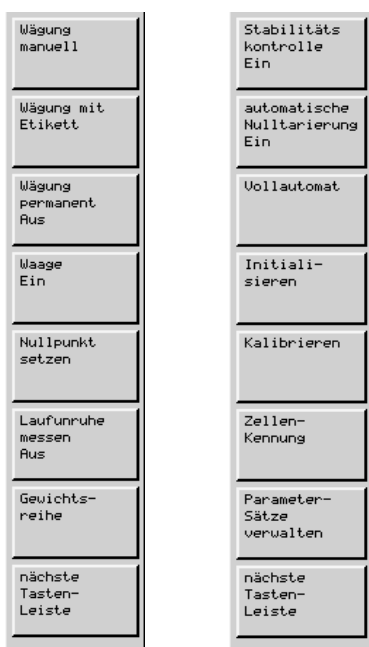 Wägung
manuell
Wägung mit
Etikett
Wägung
permanent
Aus
Waage
Ein
Nullpunkt
setzen
Laufunruhe
messen
Aus
Gewichts-
reihe
nächste
Tasten-
Leiste
Stabilitäts
kontrolle
Ein
automatische
Nulltarierung
Ein
Vollautomat
Initiali-
sieren
Kalibrieren
Zellen-
Kennung
Parameter-
Sätze
verwalten
nächste
Tasten-
Leiste